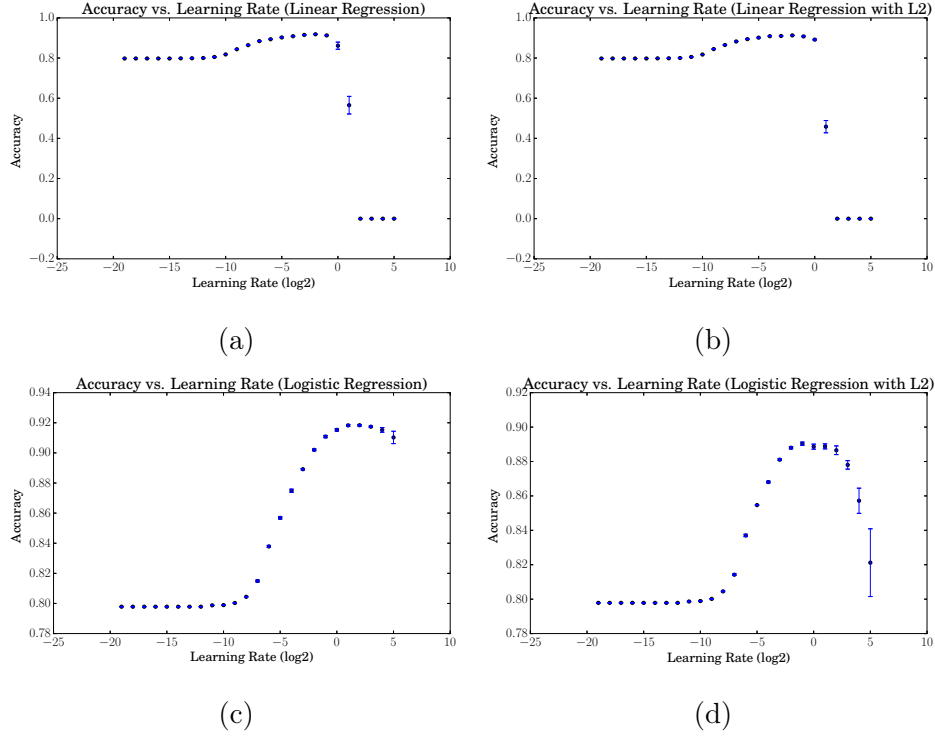 Accuracy vs. Learning Rate (Linear Regression)
1.0
0.8
0.6
0.4
0.2
0.0
−0.2
Accuracy
−25 −20 −15 −10 −5 0 5 10
Learning Rate (log2)
(a)
Accuracy vs. Learning Rate (Linear Regression with L2)
1.0
0.8
0.6
0.4
0.2
0.0
−0.2
Accuracy
−25 −20 −15 −10 −5 0 5 10
Learning Rate (log2)
(b)
Accuracy vs. Learning Rate (Logistic Regression)
0.94
0.92
0.90
0.88
0.86
0.84
0.82
0.80
0.78
Accuracy
−25 −20 −15 −10 −5 0 5 10
Learning Rate (log2)
(c)
Accuracy vs. Learning Rate (Logistic Regression with L2)
0.92
0.90
0.88
0.86
0.84
0.82
0.80
0.78
Accuracy
−25 −20 −15 −10 −5 0 5 10
Learning Rate (log2)
(d)